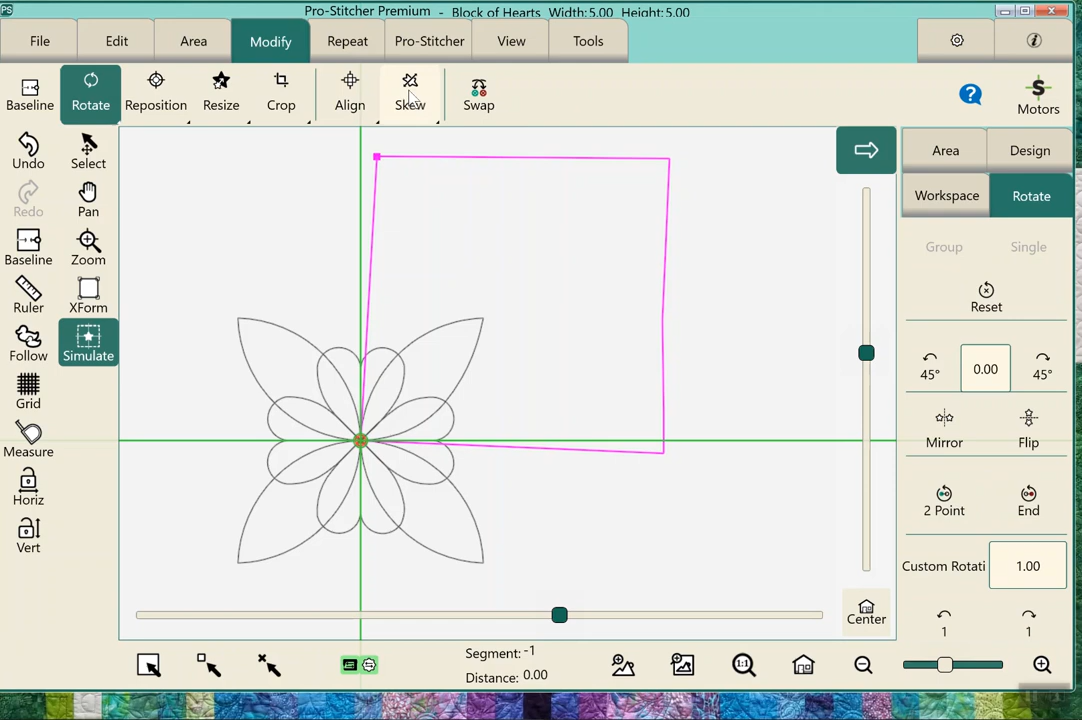 PS
Pro-Stitcher Premium - Block of Hearts Width:5.00 Height:5.00
File Edit Area Modify Repeat Pro-Stitcher View Tools
Baseline Rotate Reposition Resize Crop Align Skew Swap Motors
Undo Select
Redo Pan
Baseline Zoom
Ruler XForm
Follow Simulate
Grid
Measure
Horiz
Vert
Area Design
Workspace Rotate
Group Single
Reset
45° 0.00 45°
Mirror Flip
2 Point End
Custom Rotati 1.00
1 1
Center
Segment: -1
Distance: 0.00
1:1